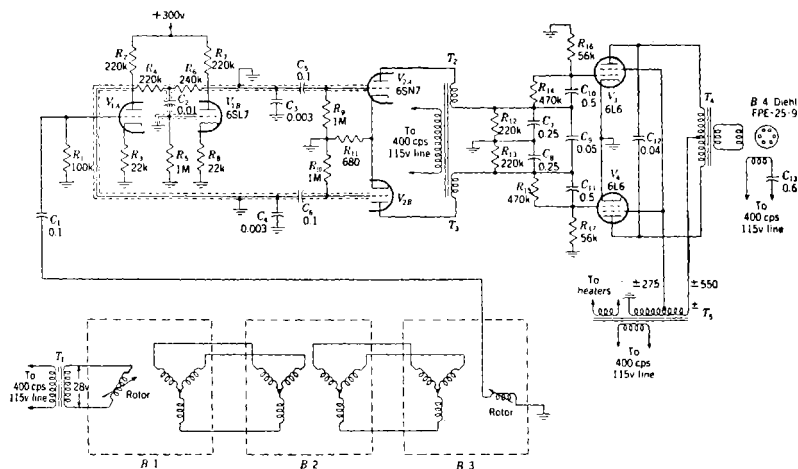 +300v
R₂
220k
R₇
220k
R₄
220k
R₆
240k
C₂
0.01
V₁A
V₁B
6SL7
R₁
100k
R₃
22k
R₅
1M
R₈
22k
C₁
0.1
C₅
0.1
C₃
0.003
C₄
0.003
C₆
0.1
R₉
1M
R₁₀
1M
R₁₁
680
V₂A
6SN7
V₂B
T₂
To
400 cps
115v line
T₃
R₁₂
220k
R₁₃
220k
R₁₄
470k
R₁₅
470k
C₇
0.25
C₈
0.25
R₁₆
56k
C₁₀
0.5
C₉
0.05
C₁₁
0.5
R₁₇
56k
V₃
6L6
V₄
6L6
C₁₂
0.04
T₄
B 4 Diehl
FPE-25-9
C₁₃
0.6
To
400 cps
115v line
To
heaters
±275
±550
±
T₅
To
400 cps
115v line
T₁
To
400 cps
115v line
28v
Rotor
Rotor
B 1
B 2
B 3